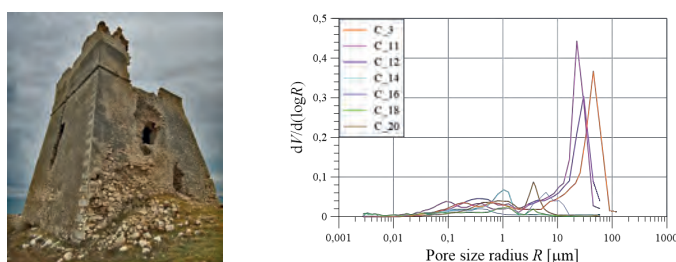 0,5
0,4
0,3
0,2
0,1
0
dV/d(logR)
C_3
C_11
C_12
C_14
C_16
C_18
C_20
0,001 0,01 0,1 1 10 100 1000
Pore size radius R [µm]